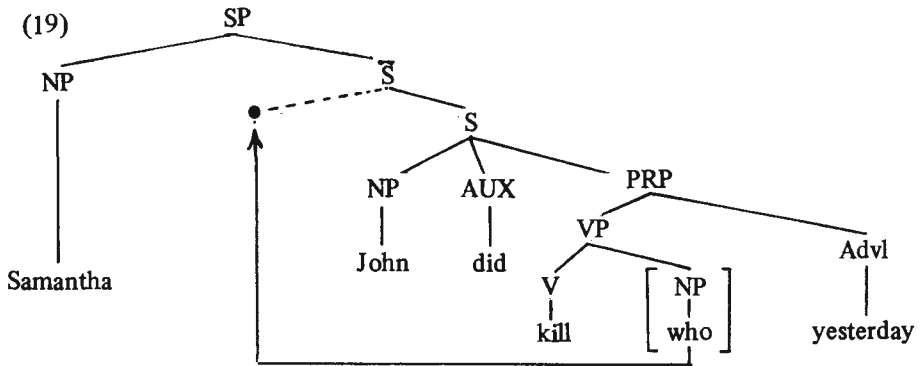 (19)
SP
NP
S̄
S
NP AUX PRP
VP
Advl
John did
Samantha
V NP
kill who yesterday